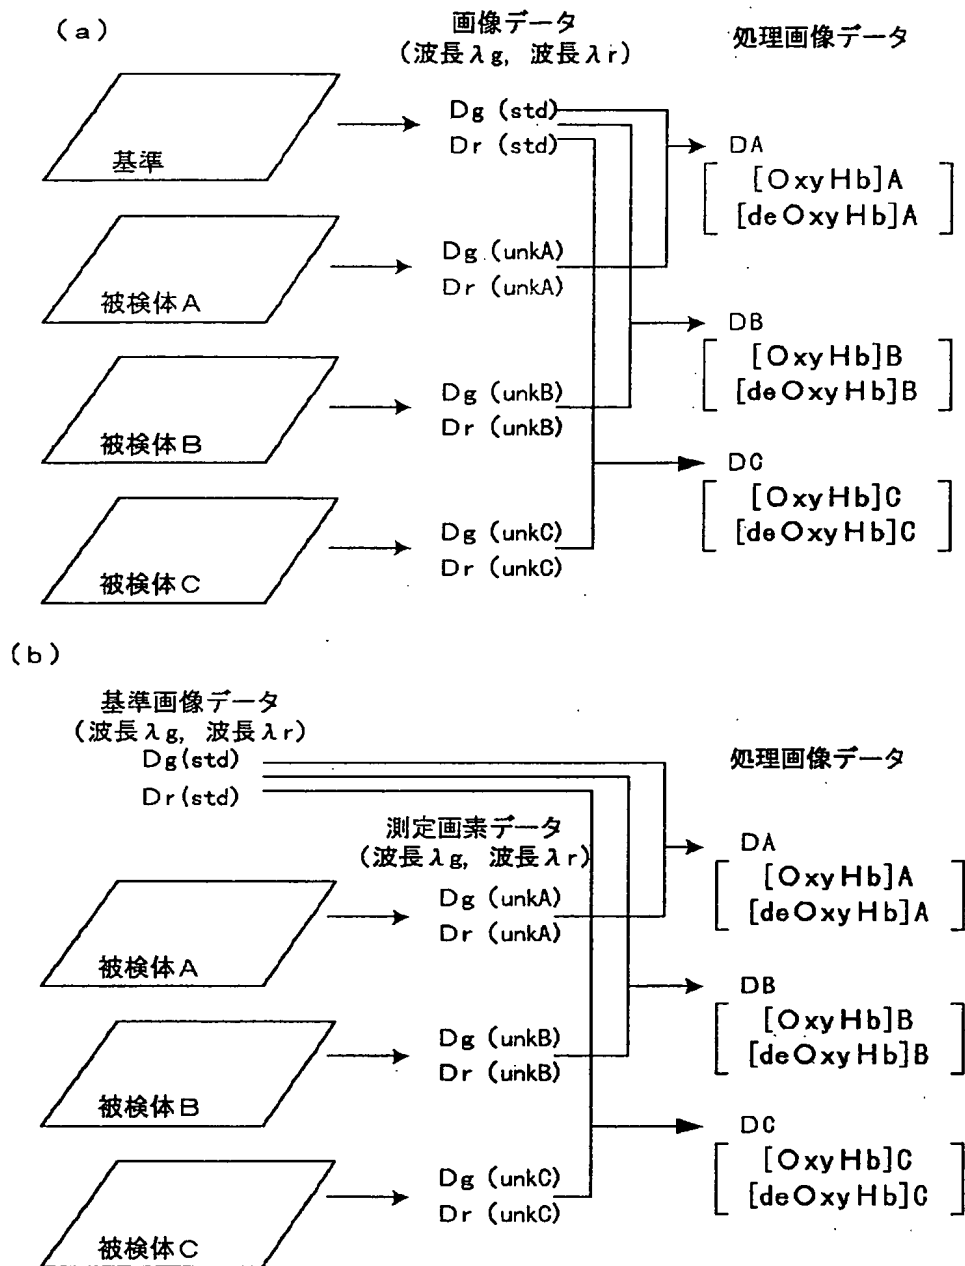 (a)
画像データ
(波長λg, 波長λr)
処理画像データ
基準
Dg (std)
Dr (std)
DA
[OxyHb]A
[deOxyHb]A
被検体A
Dg (unkA)
Dr (unkA)
DB
[OxyHb]B
[deOxyHb]B
被検体B
Dg (unkB)
Dr (unkB)
DC
[OxyHb]C
[deOxyHb]C
被検体C
Dg (unkC)
Dr (unkC)
(b)
基準画像データ
(波長λg, 波長λr)
Dg(std)
Dr(std)
処理画像データ
測定画素データ
(波長λg, 波長λr)
DA
[OxyHb]A
[deOxyHb]A
被検体A
Dg (unkA)
Dr (unkA)
DB
[OxyHb]B
[deOxyHb]B
被検体B
Dg (unkB)
Dr (unkB)
DC
[OxyHb]C
[deOxyHb]C
被検体C
Dg (unkC)
Dr (unkC)